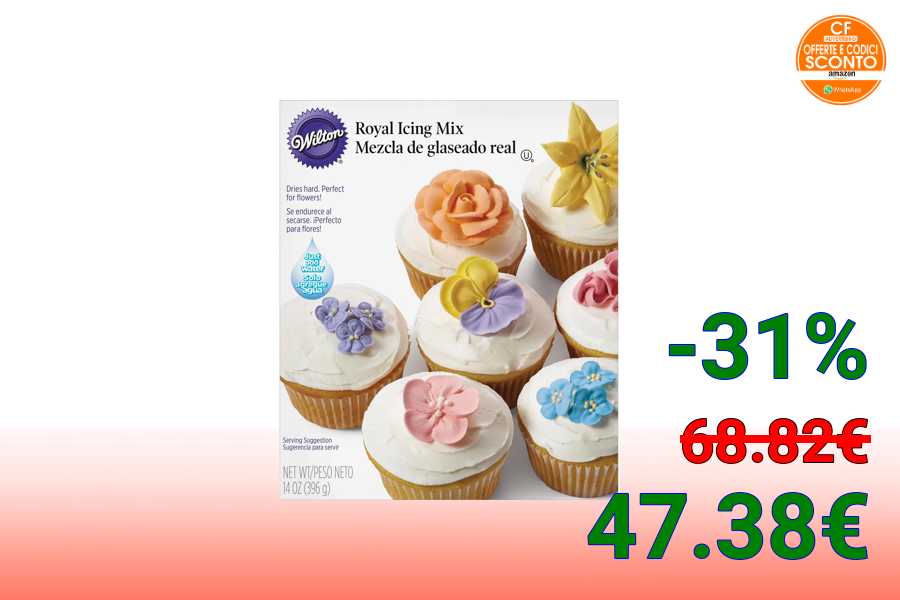 CF
ADVERTISING
OFFERTE E CODICI
SCONTO
amazon
WhatsApp
Wilton
Royal Icing Mix
Mezcla de glaseado real
U
Dries hard. Perfect
for flowers!
Se endurece al
secarse. ¡Perfecto
para flores!
Just
add
water
Solo
agregue
agua
Serving Suggestion
Sugerencia para servir
NET WT/PESO NETO
14 OZ (396 g)
-31%
68.82€
47.38€